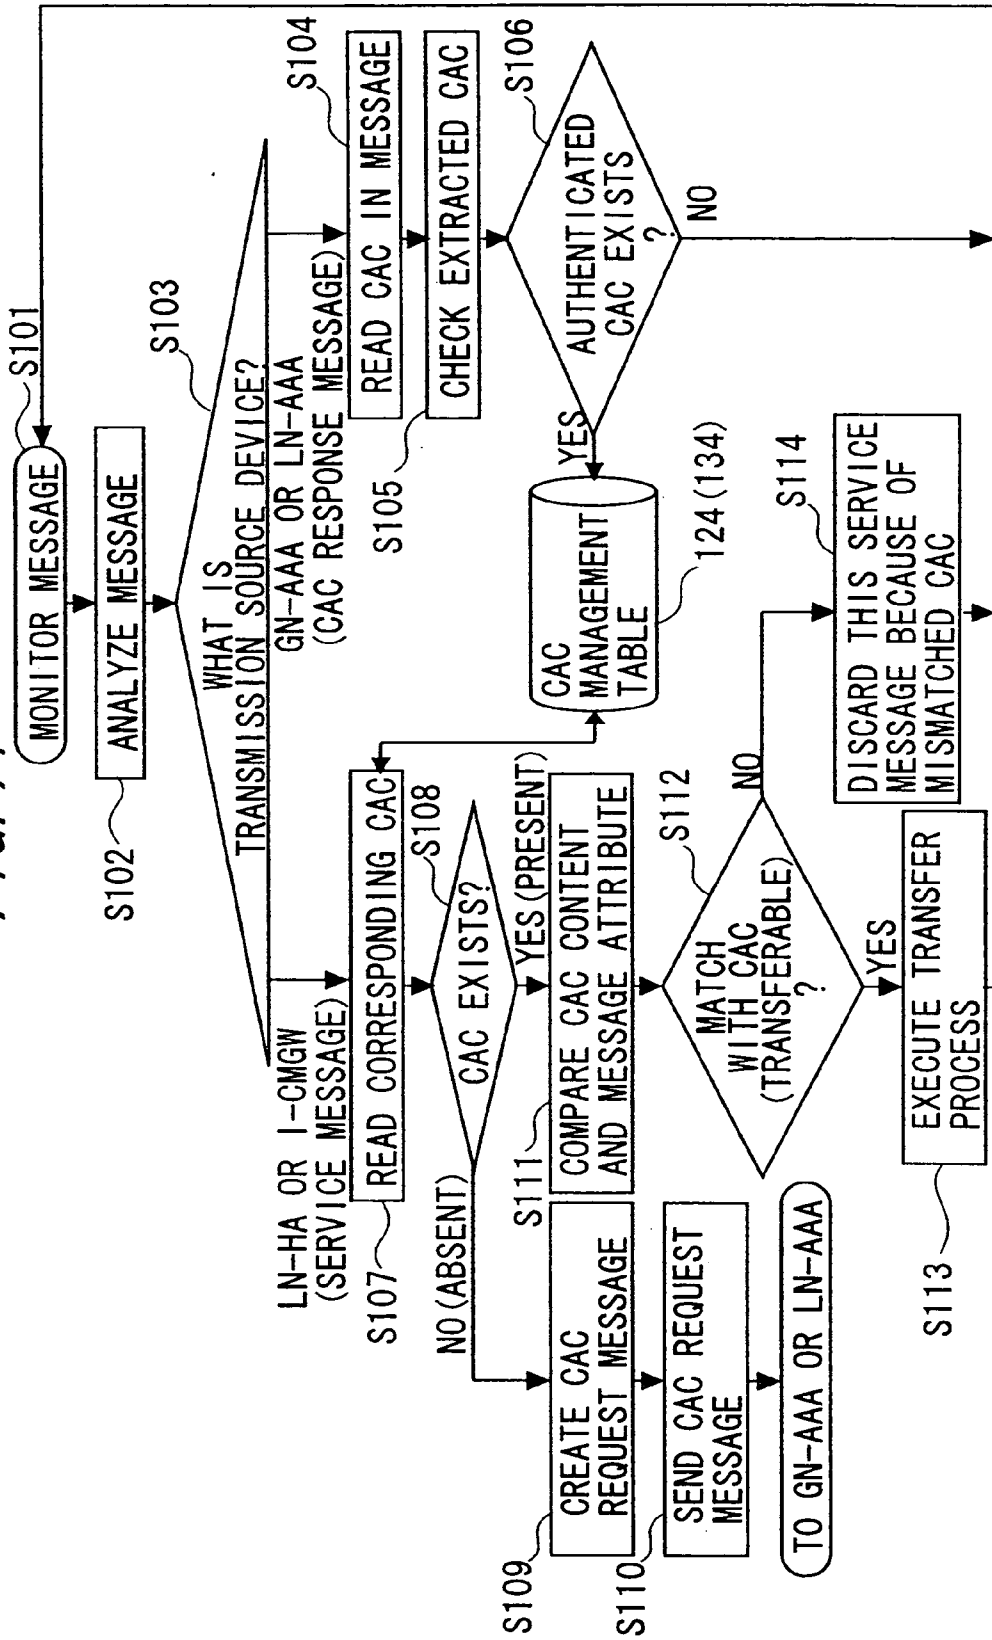 S101
MONITOR MESSAGE
ANALYZE MESSAGE
S102
S103
WHAT IS
TRANSMISSION SOURCE DEVICE?
LN-HA OR I-CMGW
(SERVICE MESSAGE)
GN-AAA OR LN-AAA
(CAC RESPONSE MESSAGE)
S104
READ CAC IN MESSAGE
S105
CHECK EXTRACTED CAC
S106
AUTHENTICATED
CAC EXISTS
?
YES
NO
CAC
MANAGEMENT
TABLE
124(134)
S107
READ CORRESPONDING CAC
S108
CAC EXISTS?
NO(ABSENT)
YES(PRESENT)
S109
CREATE CAC
REQUEST MESSAGE
S110
SEND CAC REQUEST
MESSAGE
TO GN-AAA OR LN-AAA
S111
COMPARE CAC CONTENT
AND MESSAGE ATTRIBUTE
S112
MATCH
WITH CAC
(TRANSFERABLE)
?
NO
YES
S113
EXECUTE TRANSFER
PROCESS
S114
DISCARD THIS SERVICE
MESSAGE BECAUSE OF
MISMATCHED CAC